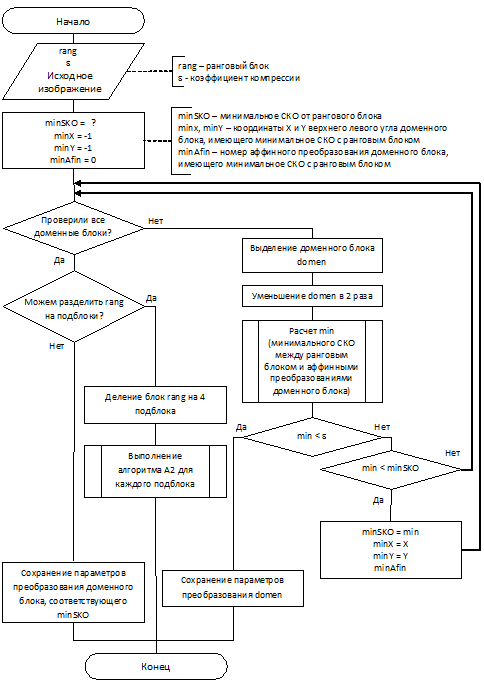 Начало
rang
s
Исходное
изображение
rang – ранговый блок
s - коэффициент компрессии
minSKO = ?
minX = -1
minY = -1
minAfin = 0
minSKO – минимальное СКО от рангового блока
minx, minY – координаты X и Y верхнего левого угла доменного
блока, имеющего минимальное СКО с ранговым блоком
minAfin – номер аффинного преобразования доменного блока,
имеющего минимальное СКО с ранговым блоком
Проверили все
доменные блоки?
Нет
Да
Выделение доменного блока
domen
Уменьшение domen в 2 раза
Можем разделить rang
на подблоки?
Да
Нет
Расчет min
(минимального СКО
между ранговым
блоком и аффинными
преобразованиями
доменного блока)
Деление блок rang на 4
подблока
Да
min < s
Нет
Выполнение
алгоритма А2 для
каждого подблока
min < minSKO
Нет
Да
minSKO = min
minX = X
minY = Y
minAfin
Сохранение параметров
преобразования доменного
блока, соответствующего
minSKO
Сохранение параметров
преобразования domen
Конец